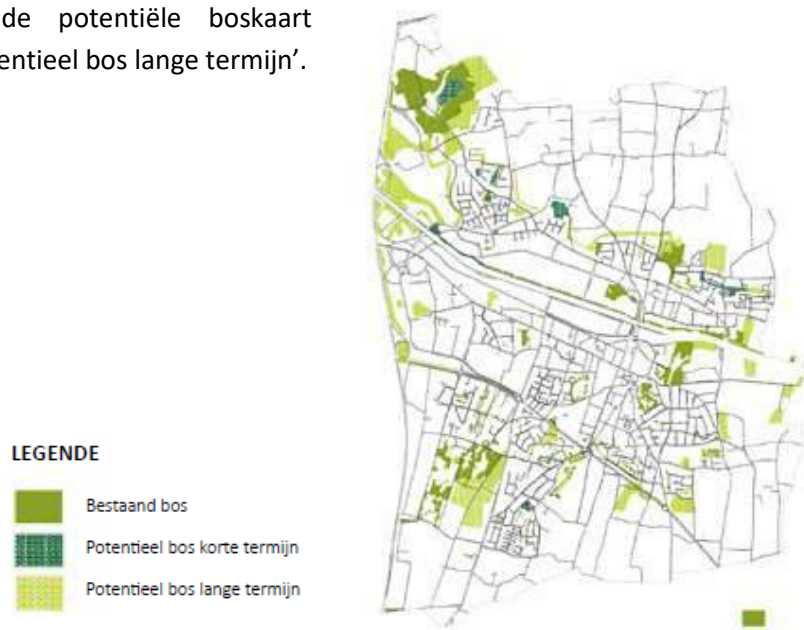 de potentiële boskaart
entieel bos lange termijn’.
LEGENDE
Bestaand bos
Potentieel bos korte termijn
Potentieel bos lange termijn